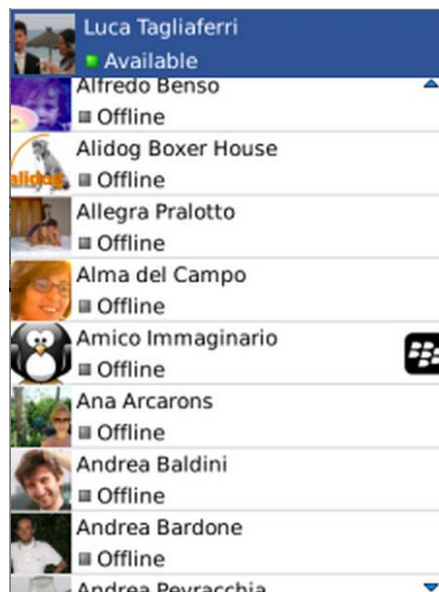 Luca Tagliaferri
Available
Alfredo Benso
Offline
Alidog Boxer House
Offline
alidog
Allegra Pralotto
Offline
Alma del Campo
Offline
Amico Immaginario
Offline
Ana Arcarons
Offline
Andrea Baldini
Offline
Andrea Bardone
Offline
Andrea Peyracchia